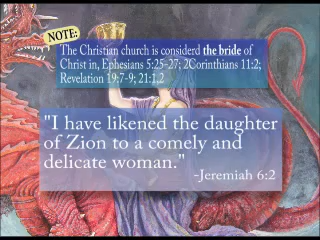 NOTE:
The Christian church is considerd the bride of
Christ in, Ephesians 5:25-27; 2Corinthians 11:2;
Revelation 19:7-9; 21:1,2
"I have likened the daughter
of Zion to a comely and
delicate woman."
-Jeremiah 6:2